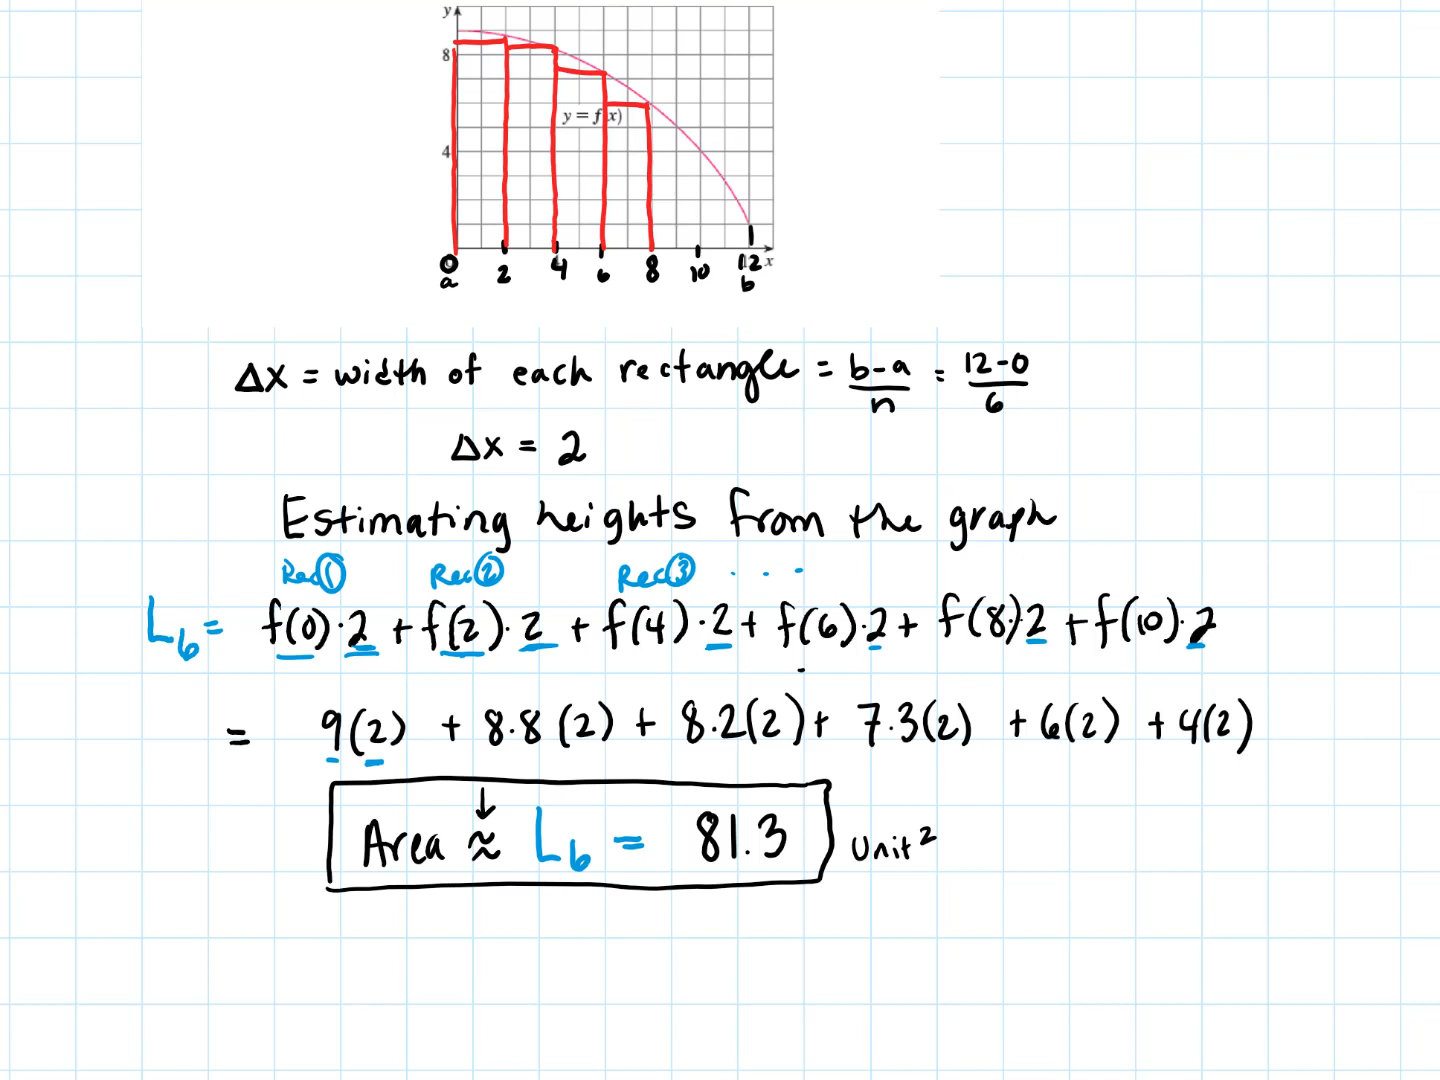 y
8
y = f(x)
4
0 2 4 6 8 10 12 x
a b
Δx = width of each rectangle = b-a/n = 12-0/6
Δx = 2
Estimating heights from the graph
Rec① Rec② Rec③ ...
L6 = f(0)·2 + f(2)·2 + f(4)·2 + f(6)·2 + f(8)·2 + f(10)·2
= 9(2) + 8.8(2) + 8.2(2) + 7.3(2) + 6(2) + 4(2)
Area ≈ L6 = 81.3 Unit²